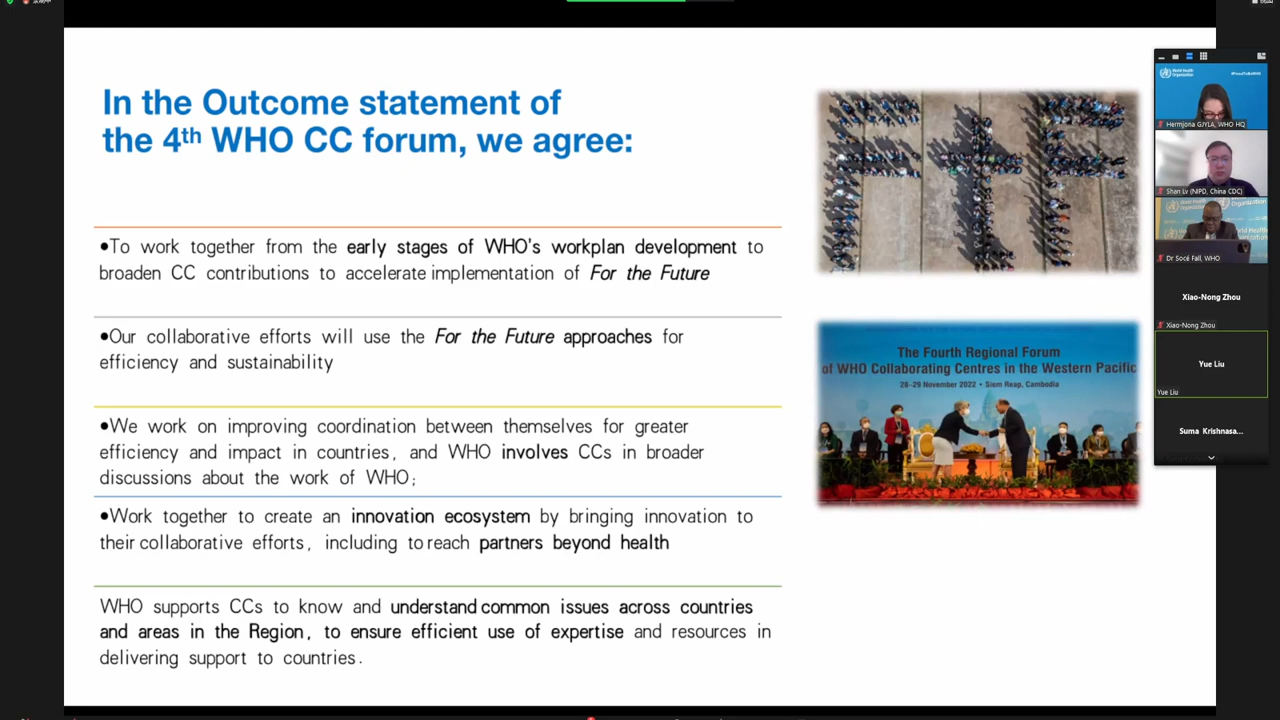 In the Outcome statement of
the 4th WHO CC forum, we agree:
●To work together from the early stages of WHO's workplan development to
broaden CC contributions to accelerate implementation of For the Future
●Our collaborative efforts will use the For the Future approaches for
efficiency and sustainability
●We work on improving coordination between themselves for greater
efficiency and impact in countries, and WHO involves CCs in broader
discussions about the work of WHO;
●Work together to create an innovation ecosystem by bringing innovation to
their collaborative efforts, including to reach partners beyond health
WHO supports CCs to know and understand common issues across countries
and areas in the Region, to ensure efficient use of expertise and resources in
delivering support to countries.
FtF
The Fourth Regional Forum
of WHO Collaborating Centres in the Western Pacific
28-29 November 2022 • Siem Reap, Cambodia
World Health
Organization
Hermjona GJYLA, WHO HQ
Shan Lv (NIPD, China CDC)
Dr Socé Fall, WHO
Xiao-Nong Zhou
Xiao-Nong Zhou
Yue Liu
Yue Liu
Suma Krishnasa...